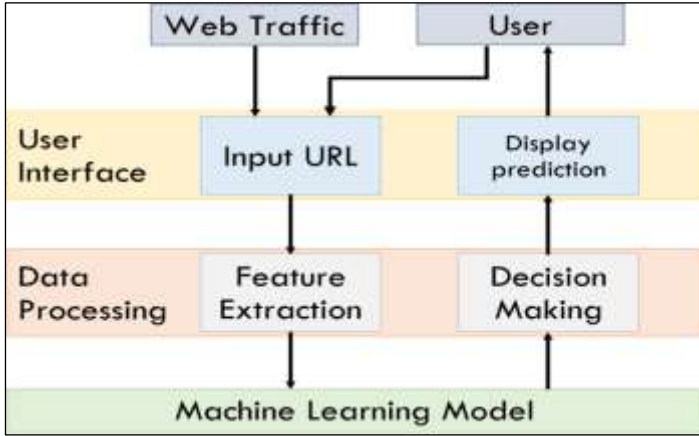 Web Traffic
User
User
Interface
Input URL
Display
prediction
Data
Processing
Feature
Extraction
Decision
Making
Machine Learning Model